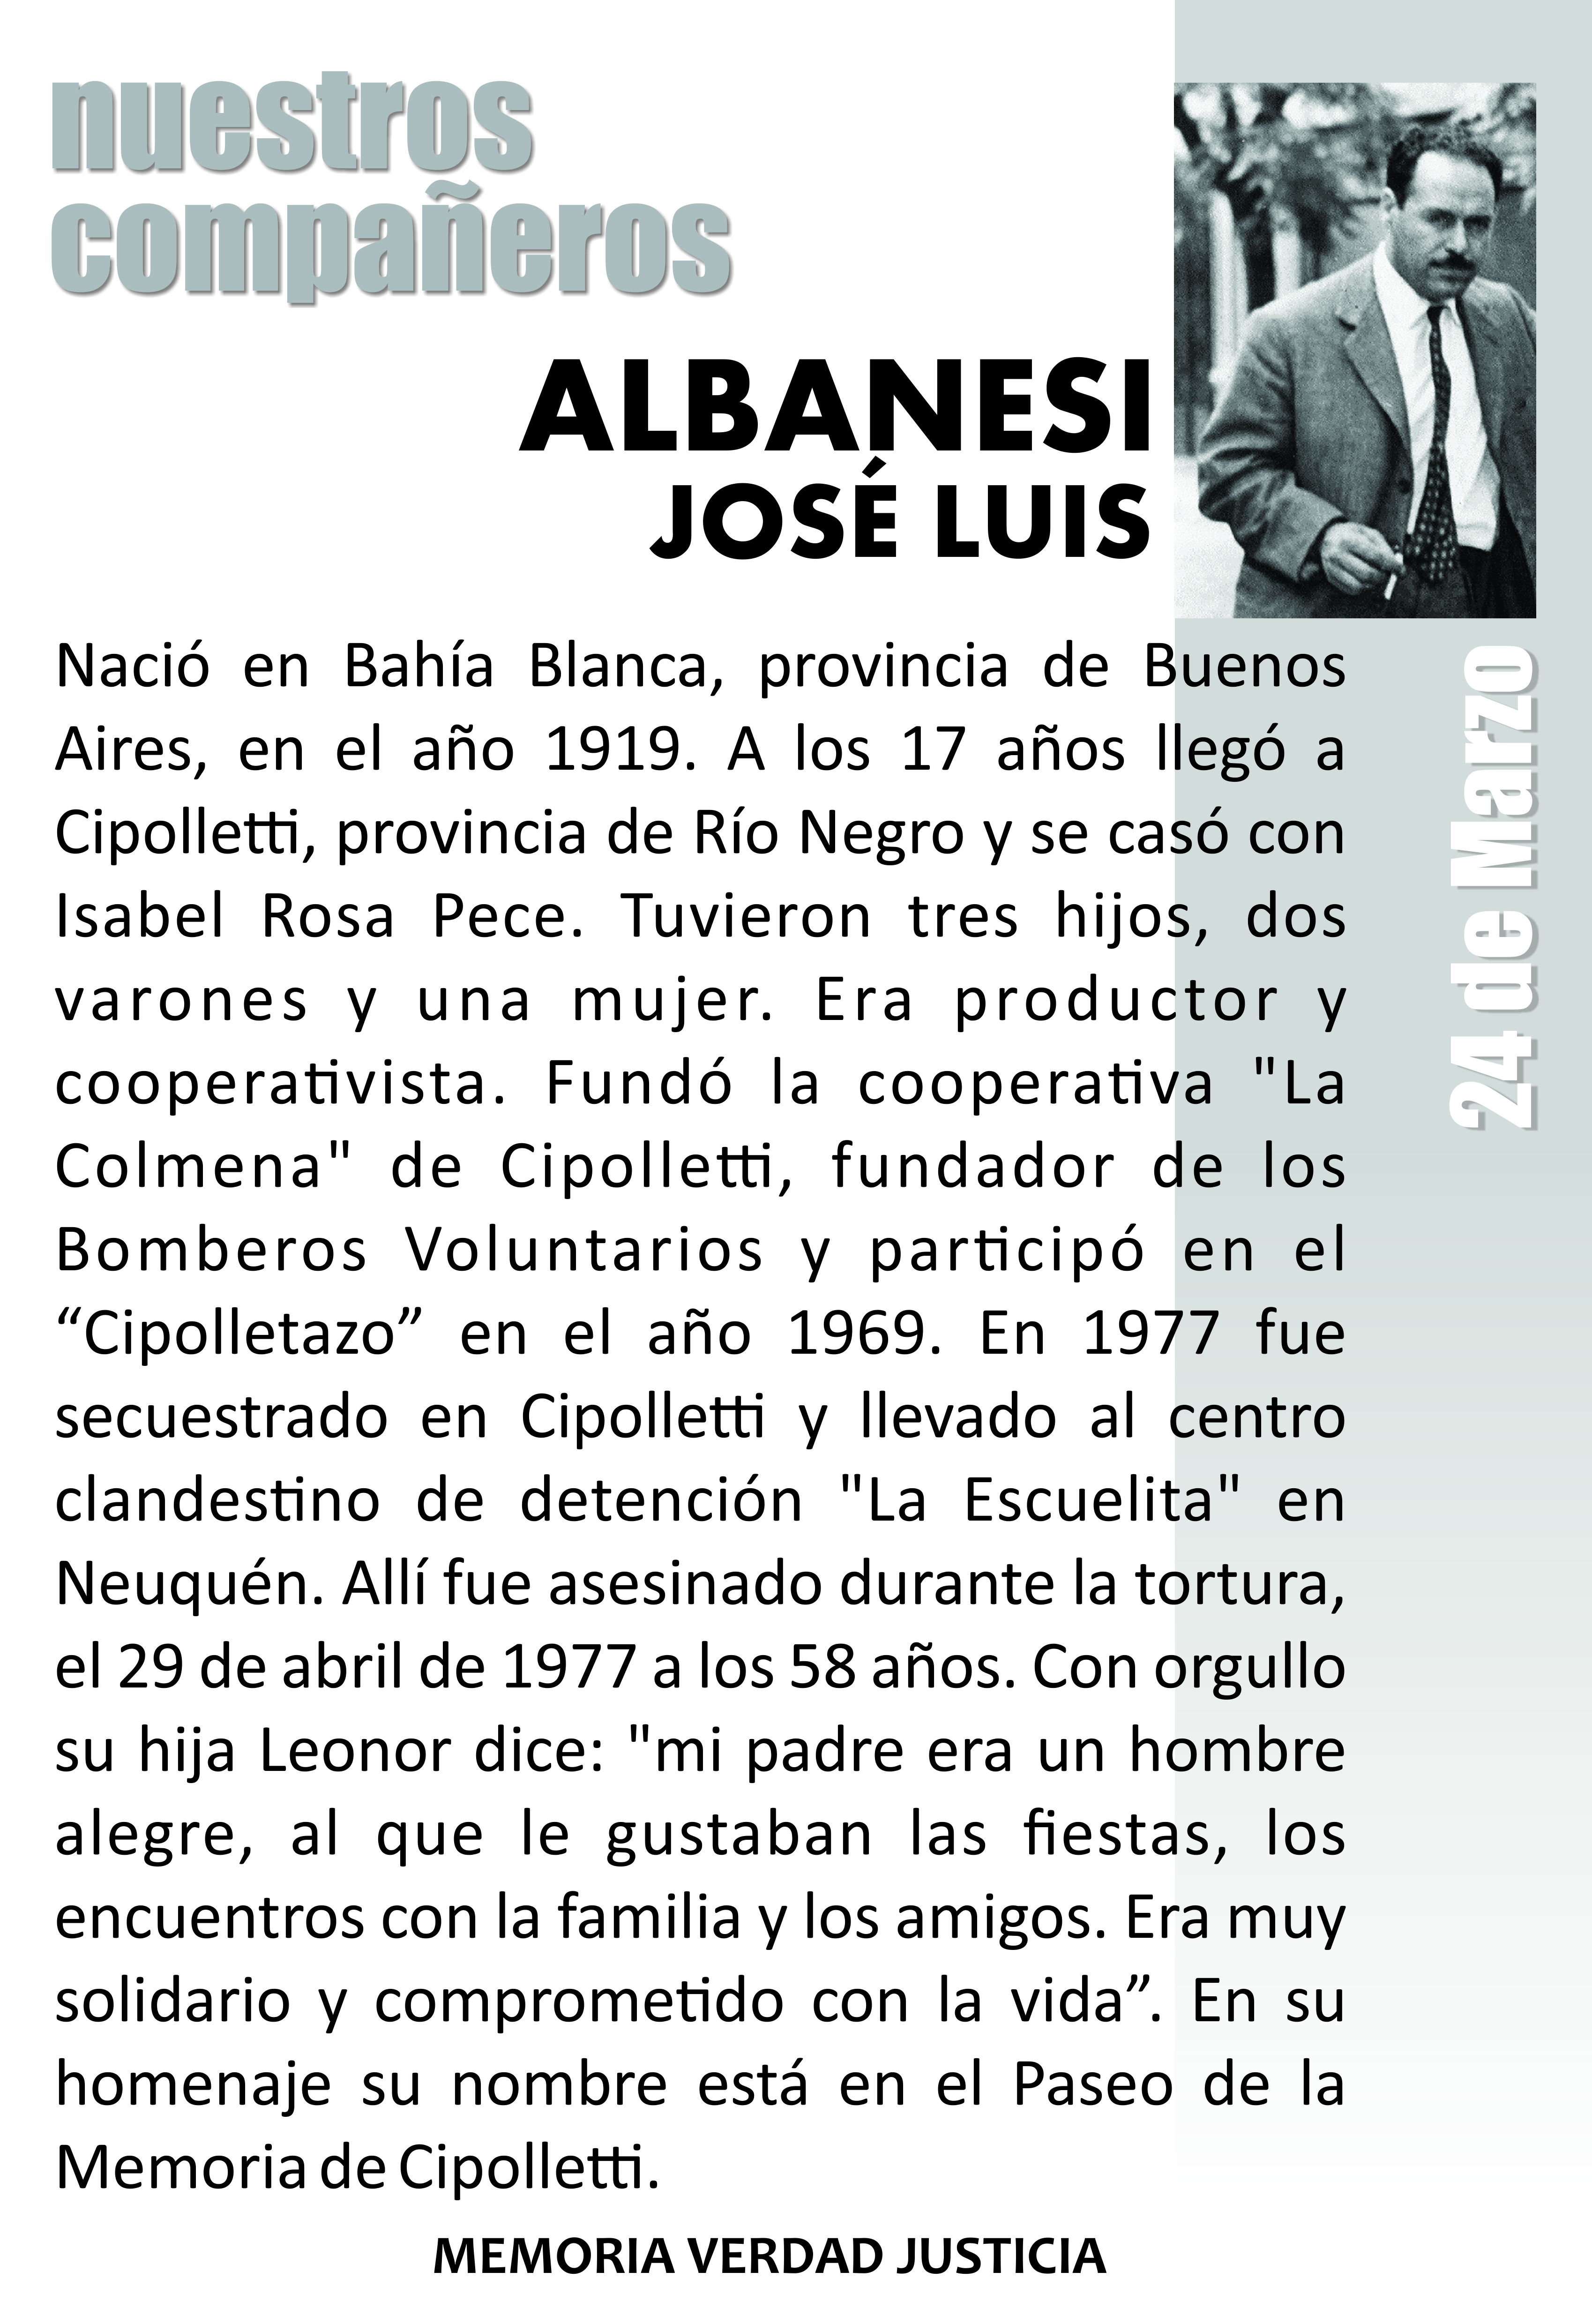 nuestros
compañeros
ALBANESI
JOSÉ LUIS
24 de Marzo
Nació en Bahía Blanca, provincia de Buenos
Aires, en el año 1919. A los 17 años llegó a
Cipolletti, provincia de Río Negro y se casó con
Isabel Rosa Pece. Tuvieron tres hijos, dos
varones y una mujer. Era productor y
cooperativista. Fundó la cooperativa "La
Colmena" de Cipolletti, fundador de los
Bomberos Voluntarios y participó en el
“Cipolletazo” en el año 1969. En 1977 fue
secuestrado en Cipolletti y llevado al centro
clandestino de detención "La Escuelita" en
Neuquén. Allí fue asesinado durante la tortura,
el 29 de abril de 1977 a los 58 años. Con orgullo
su hija Leonor dice: "mi padre era un hombre
alegre, al que le gustaban las fiestas, los
encuentros con la familia y los amigos. Era muy
solidario y comprometido con la vida”. En su
homenaje su nombre está en el Paseo de la
Memoria de Cipolletti.
MEMORIA VERDAD JUSTICIA